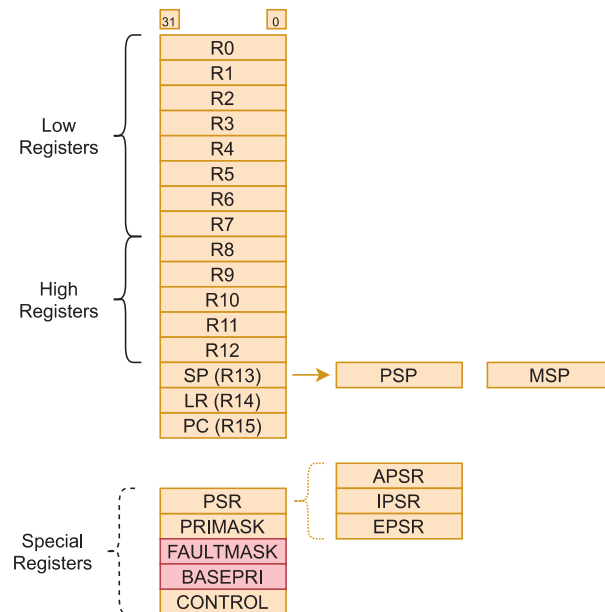 31 0
R0
R1
R2
R3
R4
R5
R6
R7
R8
R9
R10
R11
R12
SP (R13)
LR (R14)
PC (R15)
Low
Registers
High
Registers
PSP MSP
PSR
PRIMASK
FAULTMASK
BASEPRI
CONTROL
APSR
IPSR
EPSR
Special
Registers